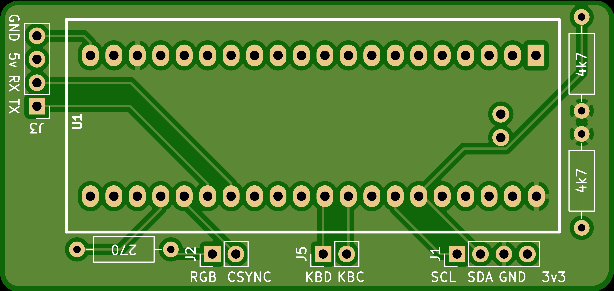 GND
5v
RX
TX
J3
U1
4k7
4k7
270
J2
RGB CSYNC
J5
KBD KBC
J1
SCL SDA GND 3v3